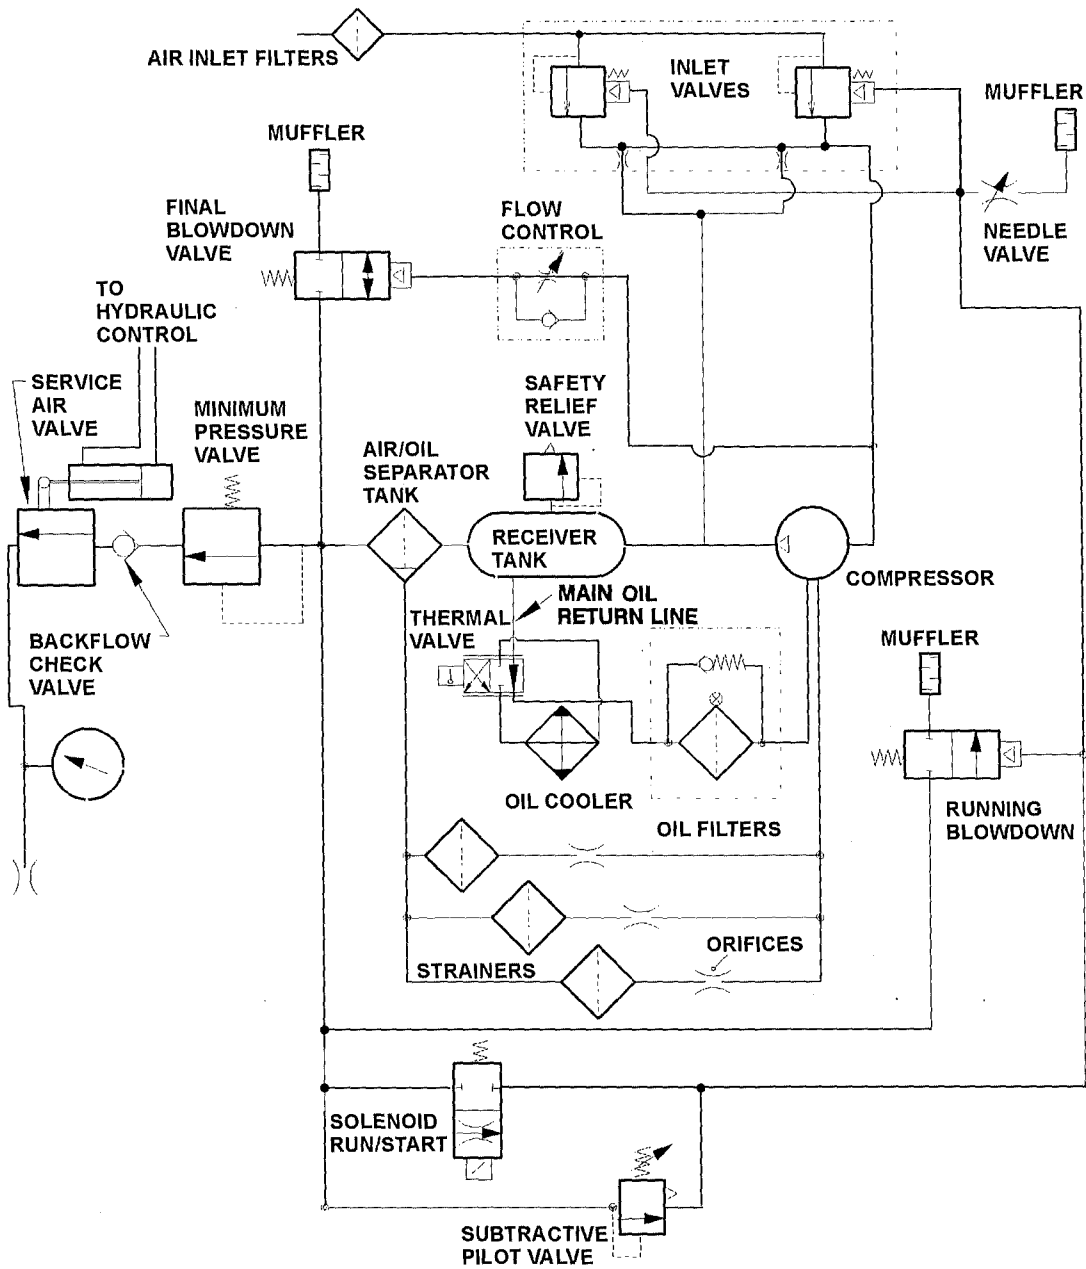 AIR INLET FILTERS
INLET
VALVES
MUFFLER
MUFFLER
FINAL
BLOWDOWN
VALVE
FLOW
CONTROL
NEEDLE
VALVE
TO
HYDRAULIC
CONTROL
SERVICE
AIR
VALVE
MINIMUM
PRESSURE
VALVE
SAFETY
RELIEF
VALVE
AIR/OIL
SEPARATOR
TANK
RECEIVER
TANK
COMPRESSOR
MAIN OIL
RETURN LINE
THERMAL
VALVE
BACKFLOW
CHECK
VALVE
MUFFLER
OIL COOLER
OIL FILTERS
RUNNING
BLOWDOWN
ORIFICES
STRAINERS
SOLENOID
RUN/START
SUBTRACTIVE
PILOT VALVE